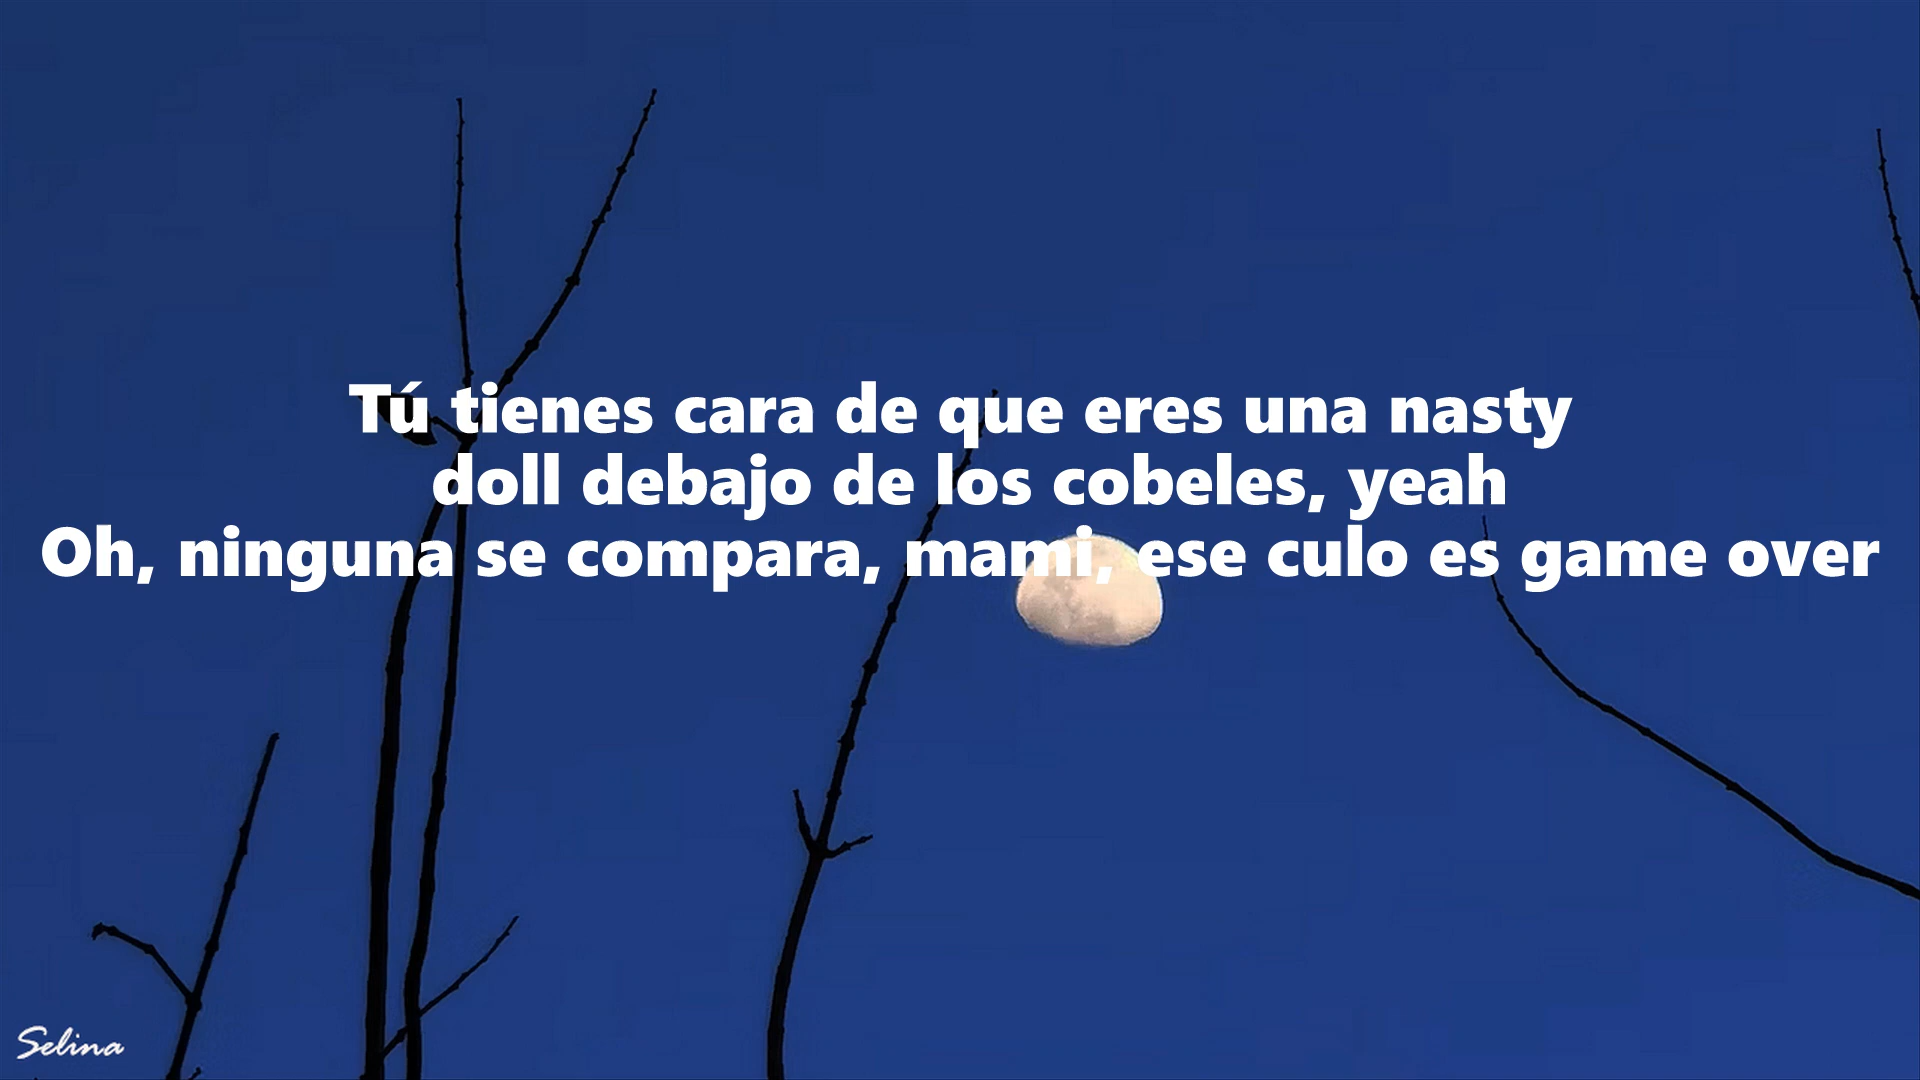 Tú tienes cara de que eres una nasty
doll debajo de los cobeles, yeah
Oh, ninguna se compara, mami, ese culo es game over
Selina